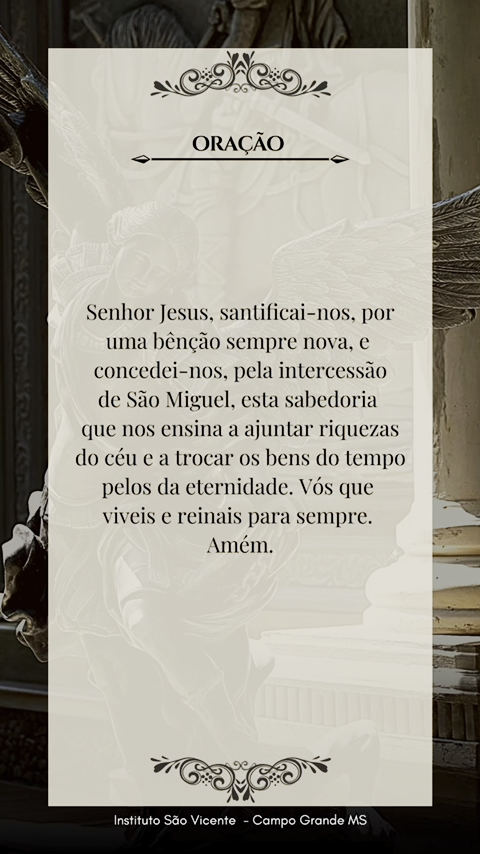 ORAÇÃO
Senhor Jesus, santificai-nos, por
uma bênção sempre nova, e
concedei-nos, pela intercessão
de São Miguel, esta sabedoria
que nos ensina a ajuntar riquezas
do céu e a trocar os bens do tempo
pelos da eternidade. Vós que
viveis e reinais para sempre.
Amém.
Instituto São Vicente - Campo Grande MS